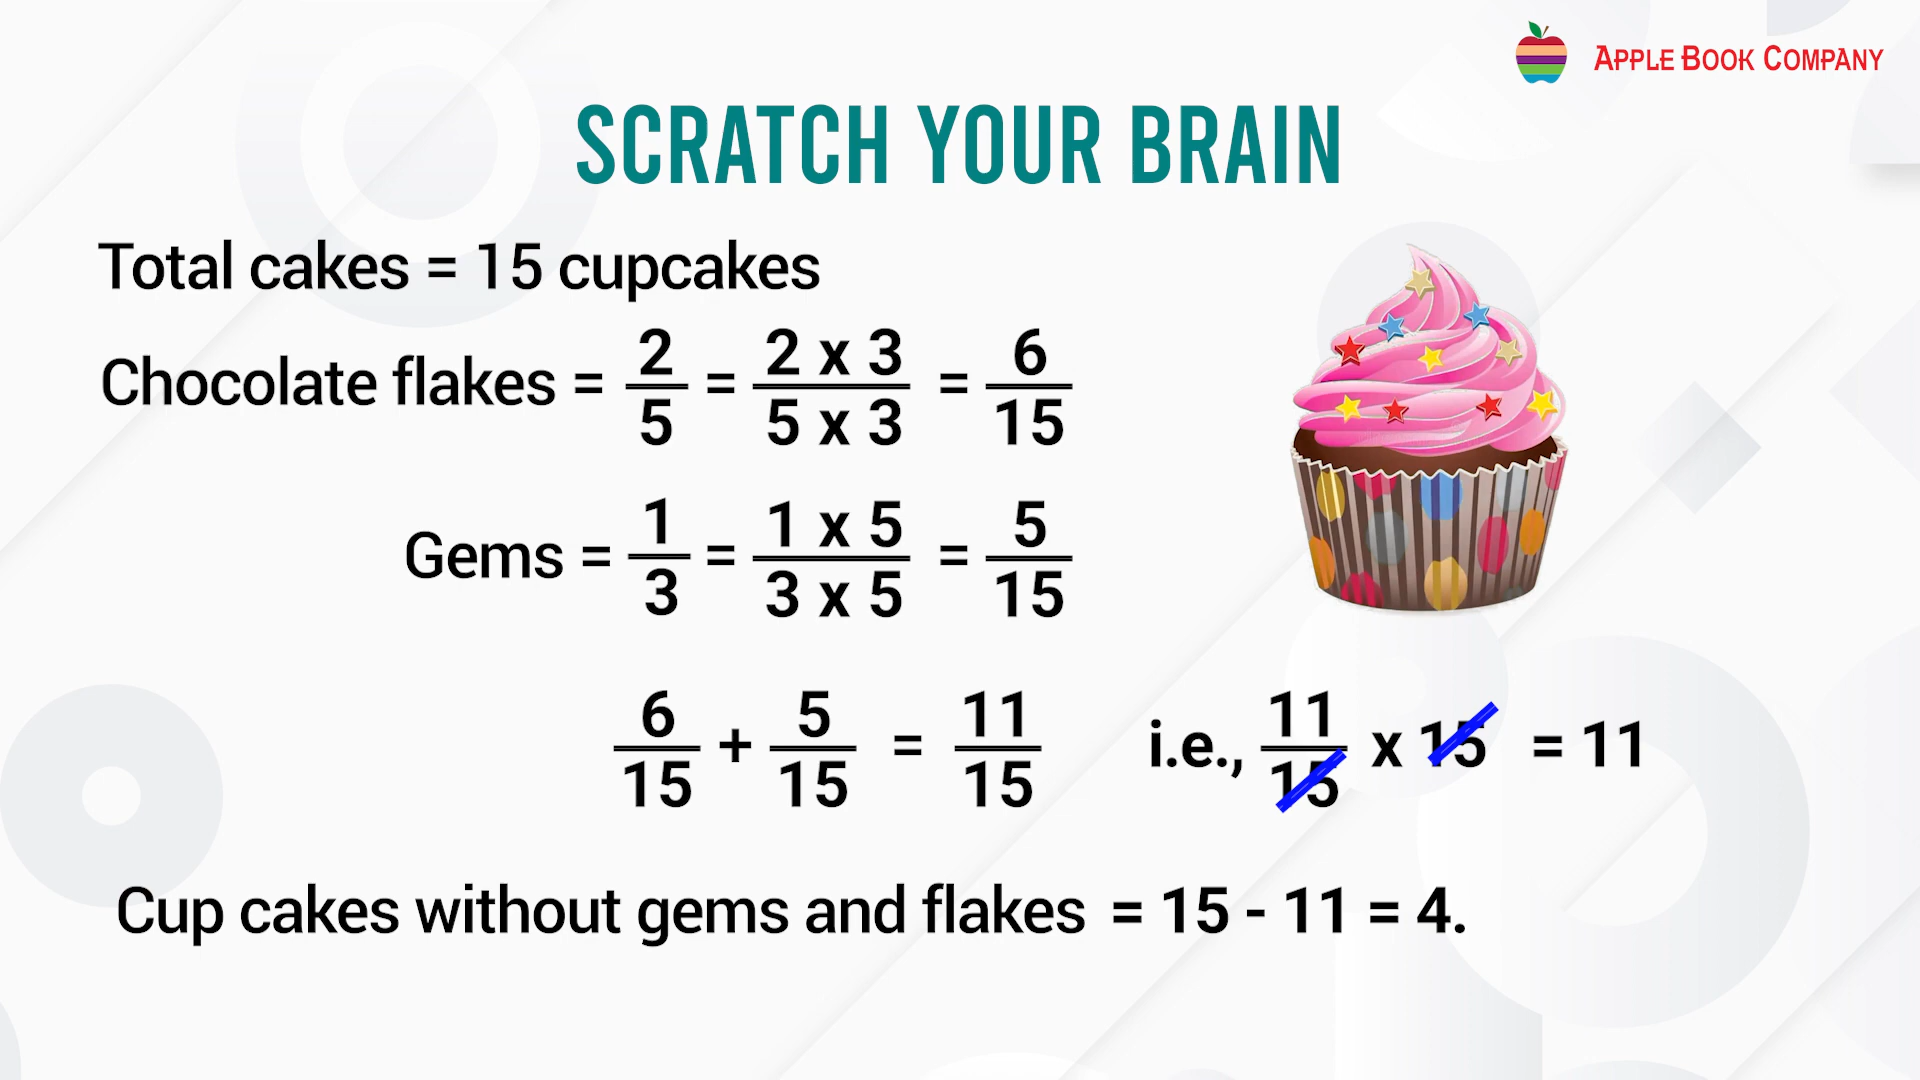 APPLE BOOK COMPANY
SCRATCH YOUR BRAIN
Total cakes = 15 cupcakes
Chocolate flakes = 2/5 = 2 x 3/5 x 3 = 6/15
Gems = 1/3 = 1 x 5/3 x 5 = 5/15
6/15 + 5/15 = 11/15 i.e., 11/15 x 15 = 11
Cup cakes without gems and flakes = 15 - 11 = 4.